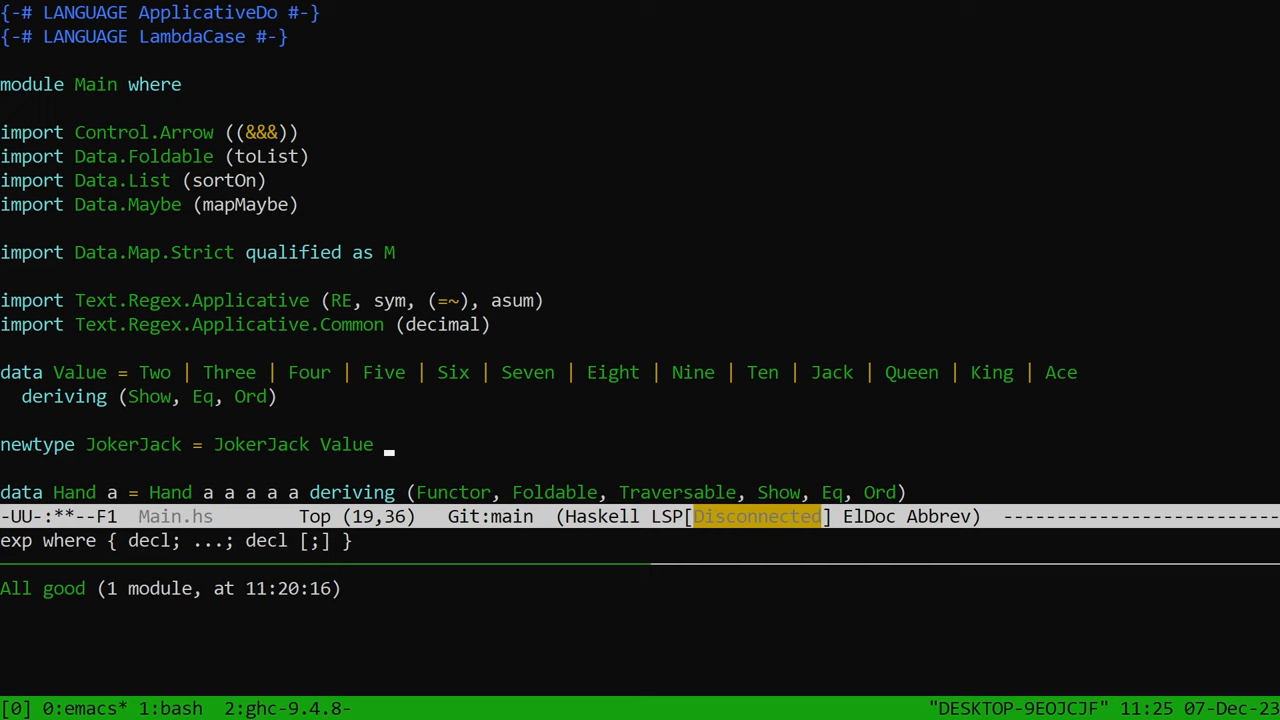 {-# LANGUAGE ApplicativeDo #-}
{-# LANGUAGE LambdaCase #-}
module Main where
import Control.Arrow ((&&&))
import Data.Foldable (toList)
import Data.List (sortOn)
import Data.Maybe (mapMaybe)
import Data.Map.Strict qualified as M
import Text.Regex.Applicative (RE, sym, (=~), asum)
import Text.Regex.Applicative.Common (decimal)
data Value = Two | Three | Four | Five | Six | Seven | Eight | Nine | Ten | Jack | Queen | King | Ace
  deriving (Show, Eq, Ord)
newtype JokerJack = JokerJack Value
data Hand a = Hand a a a a a deriving (Functor, Foldable, Traversable, Show, Eq, Ord)
-UU-:**--F1  Main.hs        Top (19,36)   Git:main  (Haskell LSP[Disconnected] ElDoc Abbrev)  --------------------------
exp where { decl; ...; decl [;] }
All good (1 module, at 11:20:16)
[0] 0:emacs* 1:bash  2:ghc-9.4.8-  "DESKTOP-9EOJCJF" 11:25 07-Dec-23